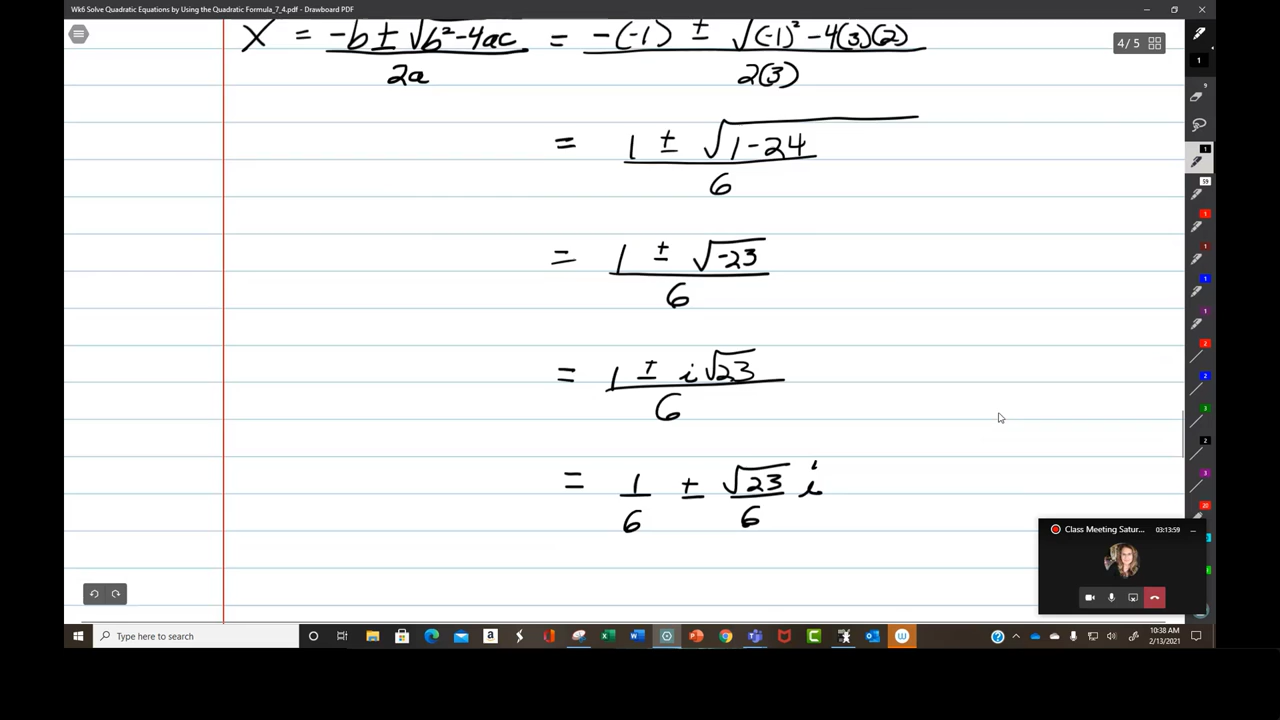 Wk6 Solve Quadratic Equations by Using the Quadratic Formula_7_4.pdf - Drawboard PDF
4 / 5
X = (-b ± √(b² - 4ac)) / 2a = (-(-1) ± √((-1)² - 4(3)(2))) / 2(3)
= (1 ± √(1 - 24)) / 6
= (1 ± √(-23)) / 6
= (1 ± i√23) / 6
= 1/6 ± √23/6 i
Class Meeting Satur...
03:13:59
Type here to search
10:38 AM
2/13/2021